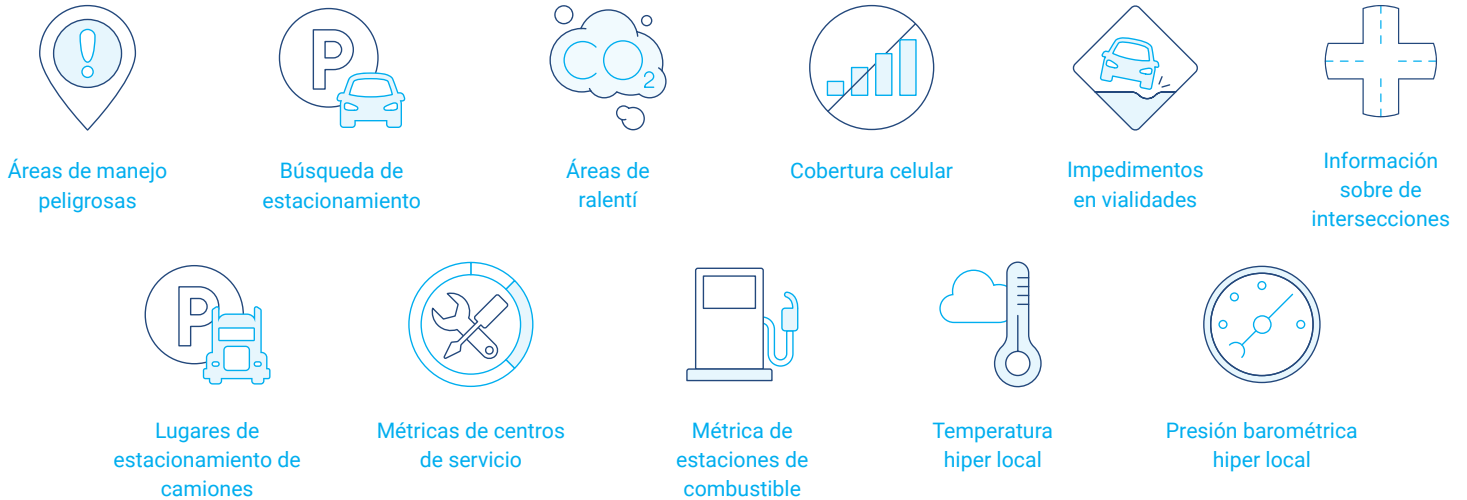 P
CO2
Áreas de manejo
peligrosas
Búsqueda de
estacionamiento
Áreas de
ralentí
Cobertura celular
Impedimentos
en vialidades
Información
sobre de
intersecciones
P
Lugares de
estacionamiento de
camiones
Métricas de centros
de servicio
Métrica de
estaciones de
combustible
Temperatura
hiper local
Presión barométrica
hiper local